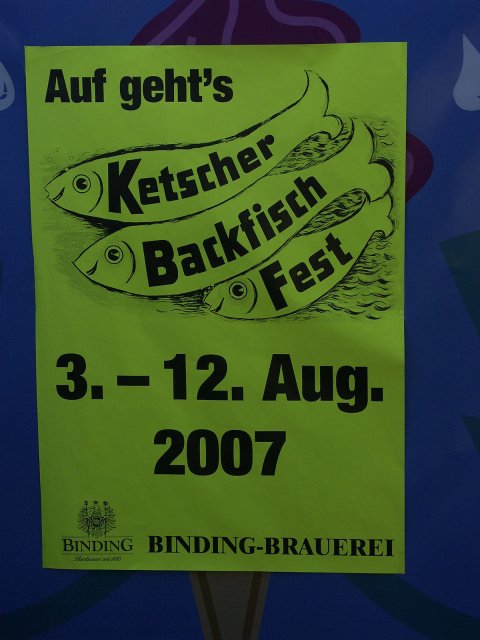 Auf geht's
Ketscher
Backfisch
Fest
3. – 12. Aug.
2007
BINDING
BINDING-BRAUEREI